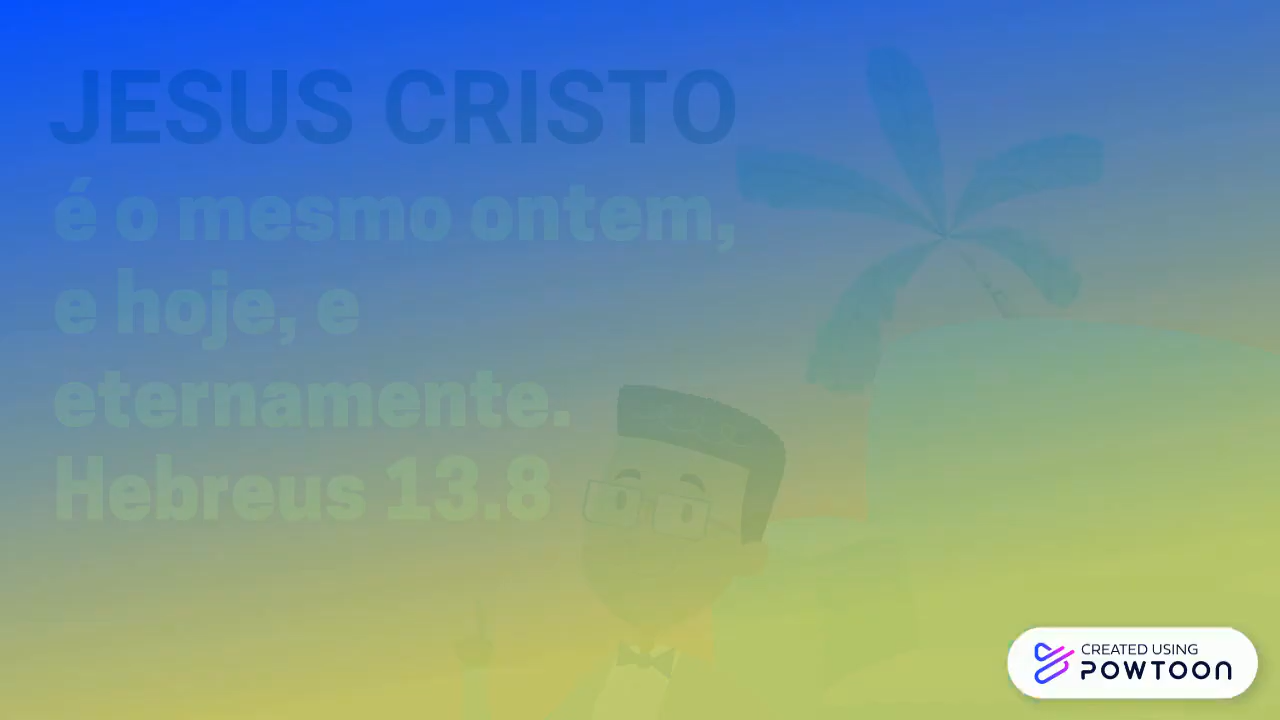 JESUS CRISTO
é o mesmo ontem,
e hoje, e
eternamente.
Hebreus 13.8
CREATED USING
POWTOON